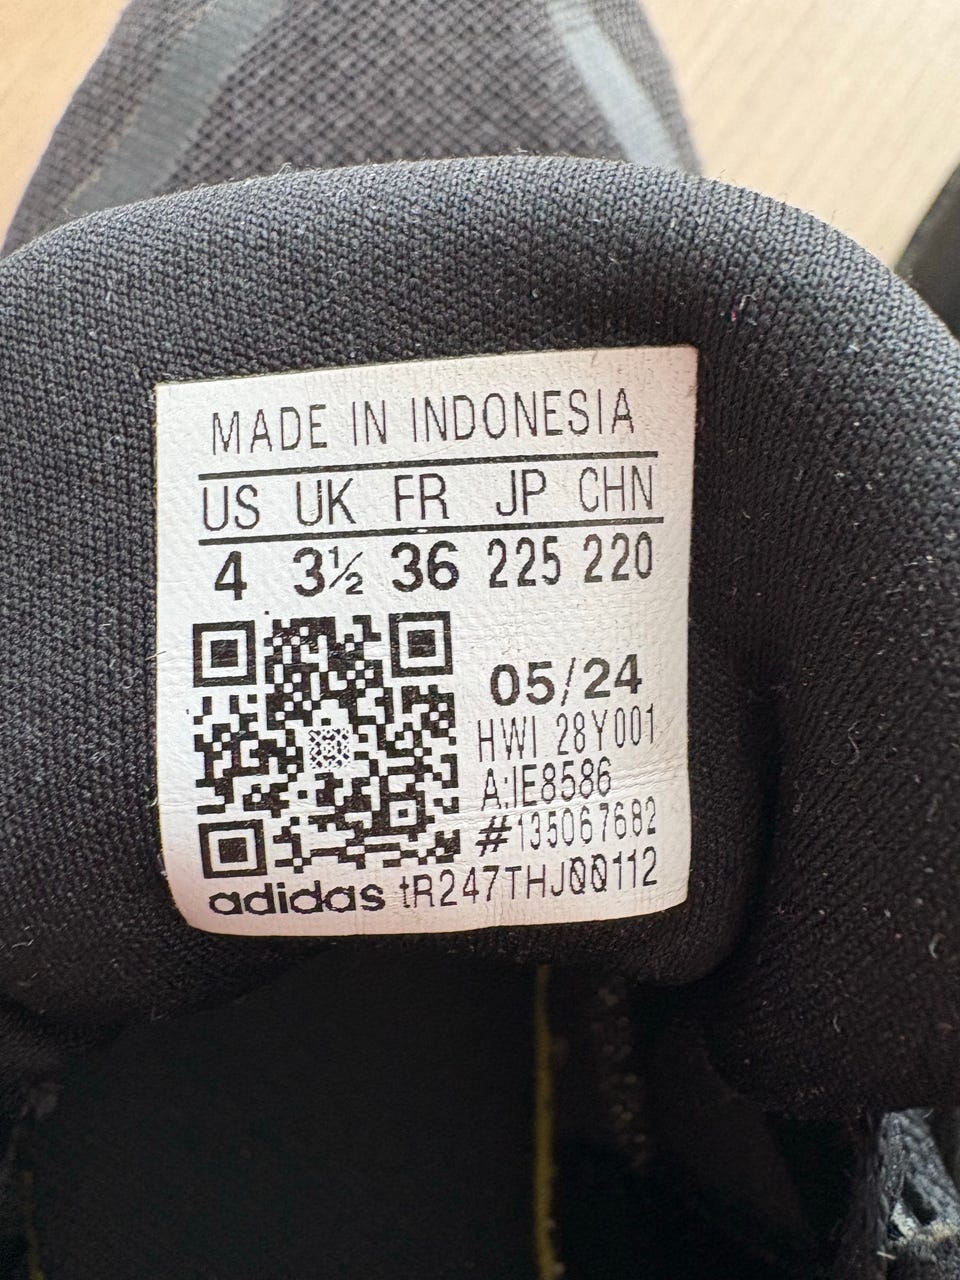 MADE IN INDONESIA
US UK FR JP CHN
4 3½ 36 225 220
05/24
HWI 28Y001
A:IE8586
#135067682
adidas tR247THJ00112